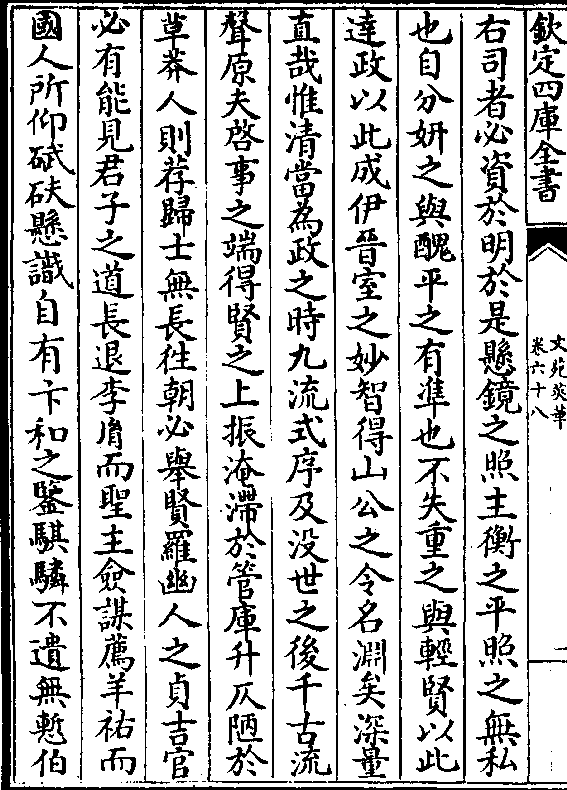 欽定四庫全書
文苑英華
卷六十八
右司者必資於明於是懸鏡之照主衡之平照之無私
也自分妍之與醜平之有準也不失重之與輕賢以此
達政以此成伊晉室之妙智得山公之令名淵矣深量
直哉惟清當為政之時九流式序及没世之後千古流
聲原夫啓事之端得賢之上振淹滯於管庫升仄陋於
草莽人則荐歸士無長往朝必舉賢羅幽人之貞吉官
必有能見君子之道長退李膺而聖主僉謀薦羊祜而
國人所仰碔砆懸識自有卞和之鑒騏驎不遺無慙伯